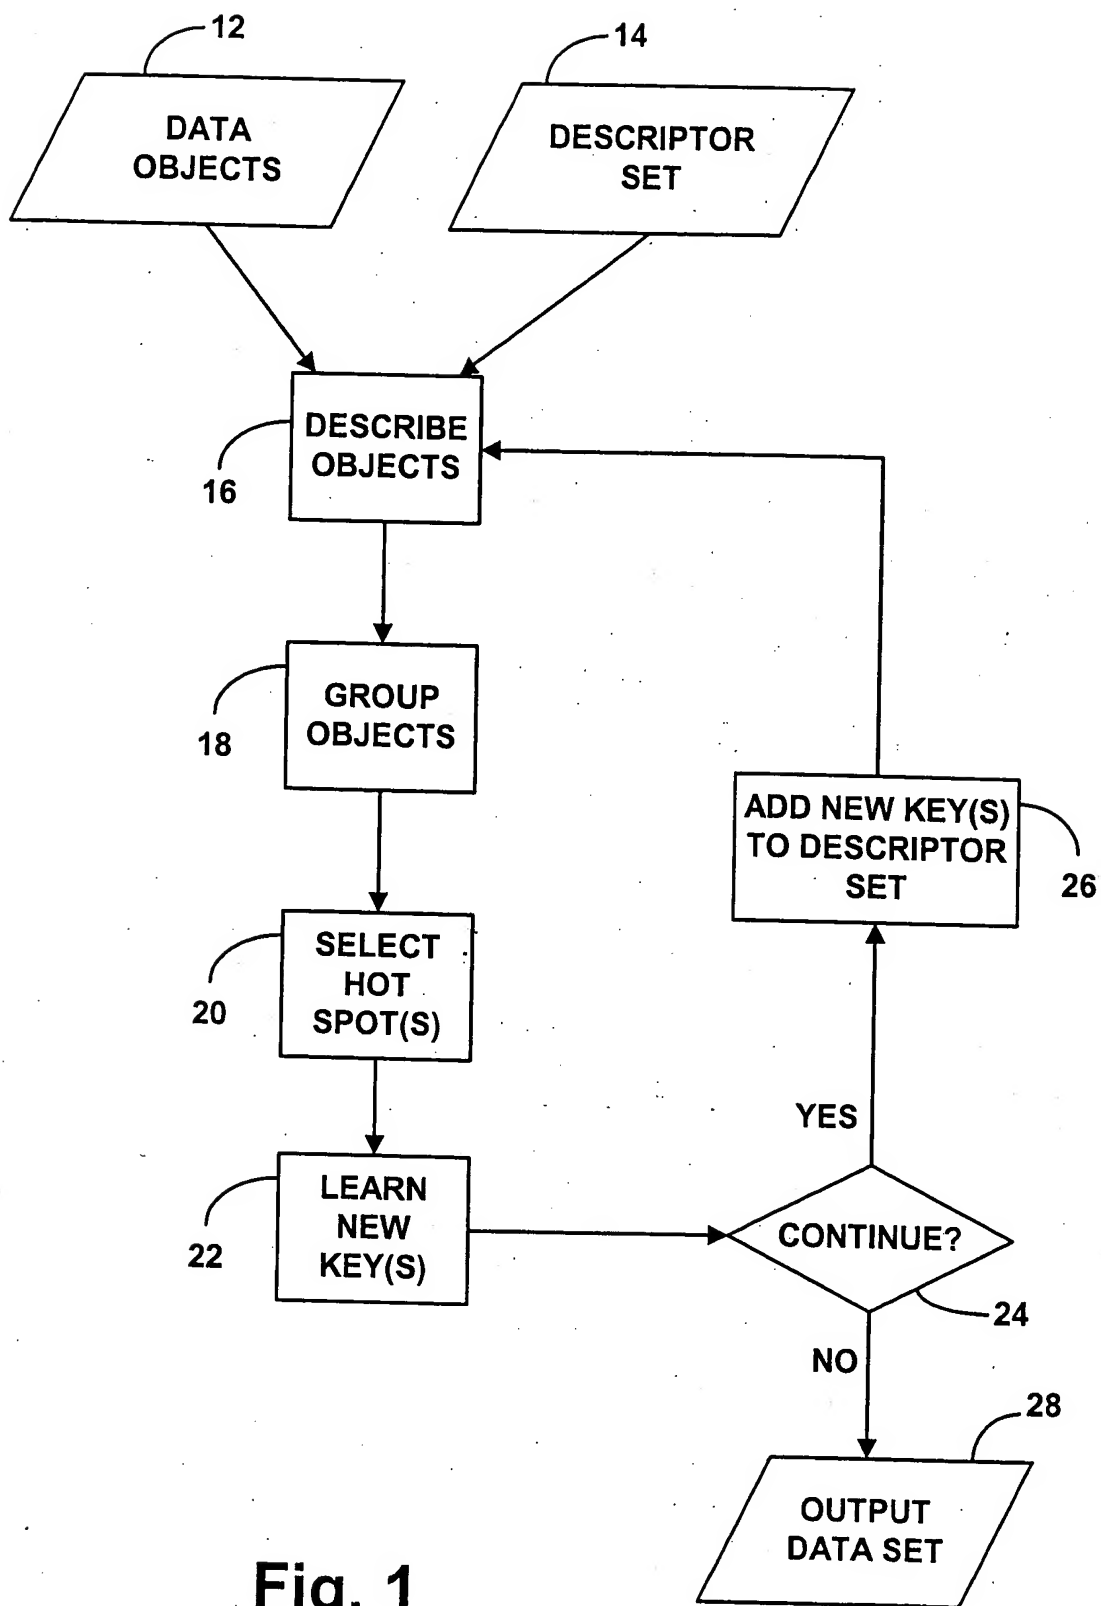 12
14
DATA
OBJECTS
DESCRIPTOR
SET
DESCRIBE
OBJECTS
16
GROUP
OBJECTS
18
ADD NEW KEY(S)
TO DESCRIPTOR
SET
26
SELECT
HOT
SPOT(S)
20
YES
LEARN
NEW
KEY(S)
22
CONTINUE?
24
NO
28
OUTPUT
DATA SET
Fig. 1